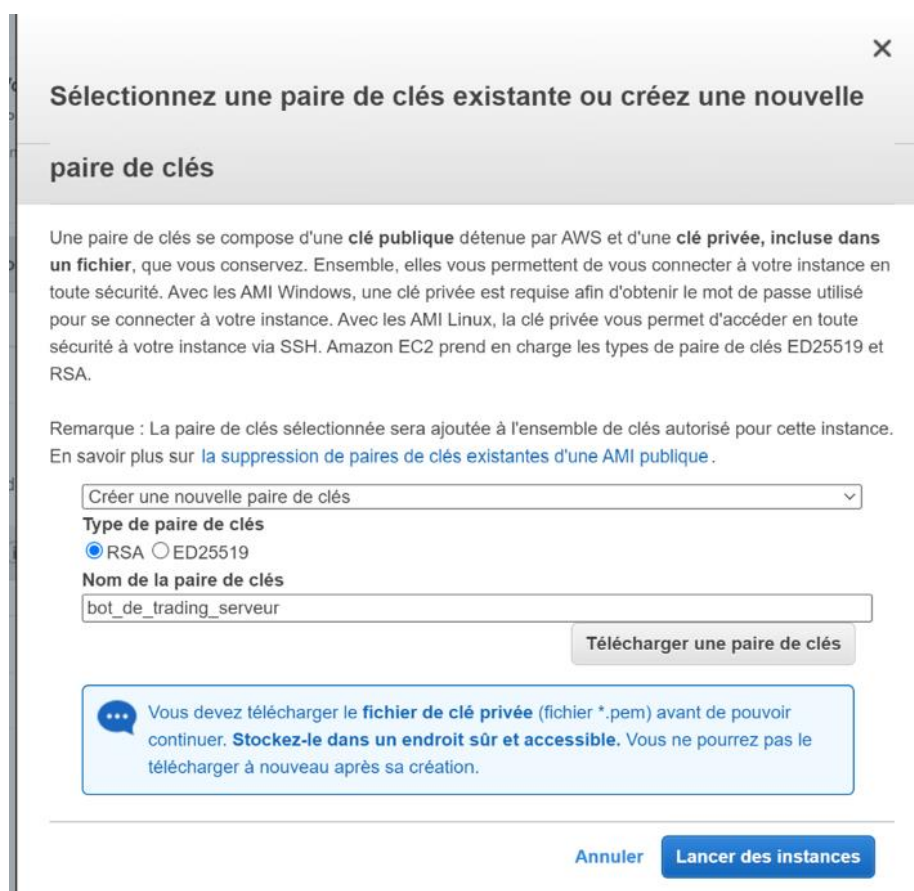 Sélectionnez une paire de clés existante ou créez une nouvelle
paire de clés
Une paire de clés se compose d'une clé publique détenue par AWS et d'une clé privée, incluse dans
un fichier, que vous conservez. Ensemble, elles vous permettent de vous connecter à votre instance en
toute sécurité. Avec les AMI Windows, une clé privée est requise afin d'obtenir le mot de passe utilisé
pour se connecter à votre instance. Avec les AMI Linux, la clé privée vous permet d'accéder en toute
sécurité à votre instance via SSH. Amazon EC2 prend en charge les types de paire de clés ED25519 et
RSA.
Remarque : La paire de clés sélectionnée sera ajoutée à l'ensemble de clés autorisé pour cette instance.
En savoir plus sur la suppression de paires de clés existantes d'une AMI publique.
Créer une nouvelle paire de clés
Type de paire de clés
RSA ED25519
Nom de la paire de clés
bot_de_trading_serveur
Télécharger une paire de clés
Vous devez télécharger le fichier de clé privée (fichier *.pem) avant de pouvoir
continuer. Stockez-le dans un endroit sûr et accessible. Vous ne pourrez pas le
télécharger à nouveau après sa création.
Annuler Lancer des instances